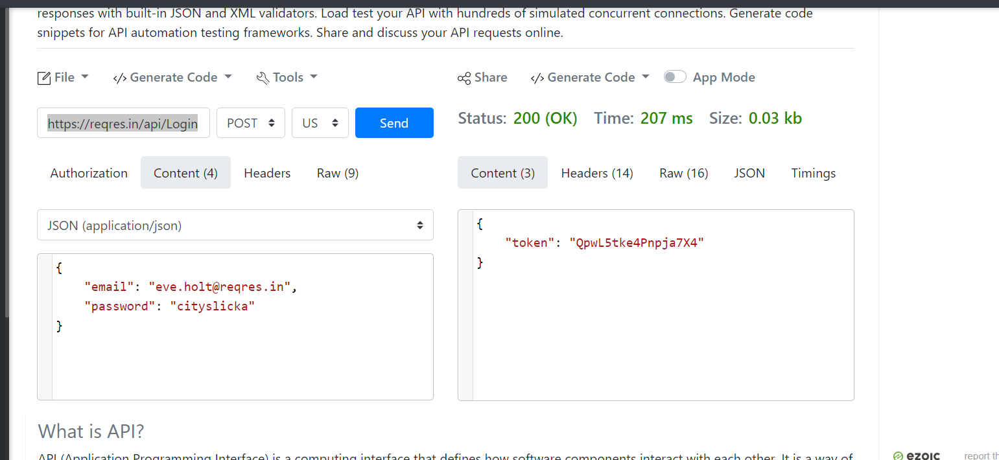 responses with built-in JSON and XML validators. Load test your API with hundreds of simulated concurrent connections. Generate code
snippets for API automation testing frameworks. Share and discuss your API requests online.
File </> Generate Code Tools
Share </> Generate Code App Mode
https://reqres.in/api/Login POST US Send
Status: 200 (OK) Time: 207 ms Size: 0.03 kb
Authorization Content (4) Headers Raw (9)
Content (3) Headers (14) Raw (16) JSON Timings
JSON (application/json)
{
"email": "eve.holt@reqres.in",
"password": "cityslicka"
}
{
"token": "QpwL5tke4Pnpja7X4"
}
What is API?
API (Application Programming Interface) is a computing interface that defines how software components interact with each other. It is a way of
ezoic report th